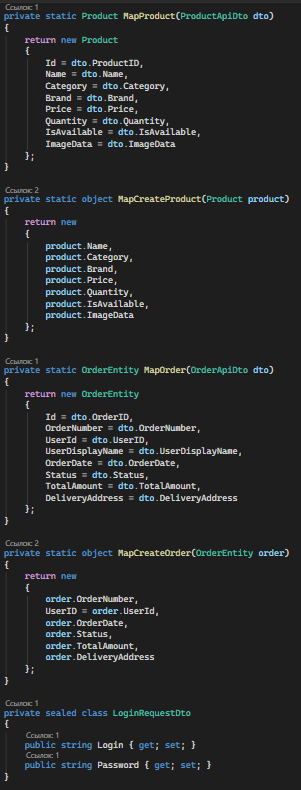 Ссылок: 1
private static Product MapProduct(ProductApiDto dto)
{
    return new Product
    {
        Id = dto.ProductID,
        Name = dto.Name,
        Category = dto.Category,
        Brand = dto.Brand,
        Price = dto.Price,
        Quantity = dto.Quantity,
        IsAvailable = dto.IsAvailable,
        ImageData = dto.ImageData
    };
}
Ссылок: 2
private static object MapCreateProduct(Product product)
{
    return new
    {
        product.Name,
        product.Category,
        product.Brand,
        product.Price,
        product.Quantity,
        product.IsAvailable,
        product.ImageData
    };
}
Ссылок: 1
private static OrderEntity MapOrder(OrderApiDto dto)
{
    return new OrderEntity
    {
        Id = dto.OrderID,
        OrderNumber = dto.OrderNumber,
        UserId = dto.UserID,
        UserDisplayName = dto.UserDisplayName,
        OrderDate = dto.OrderDate,
        Status = dto.Status,
        TotalAmount = dto.TotalAmount,
        DeliveryAddress = dto.DeliveryAddress
    };
}
Ссылок: 2
private static object MapCreateOrder(OrderEntity order)
{
    return new
    {
        order.OrderNumber,
        UserID = order.UserId,
        order.OrderDate,
        order.Status,
        order.TotalAmount,
        order.DeliveryAddress
    };
}
Ссылок: 1
private sealed class LoginRequestDto
{
    Ссылок: 1
    public string Login { get; set; }
    Ссылок: 1
    public string Password { get; set; }
}